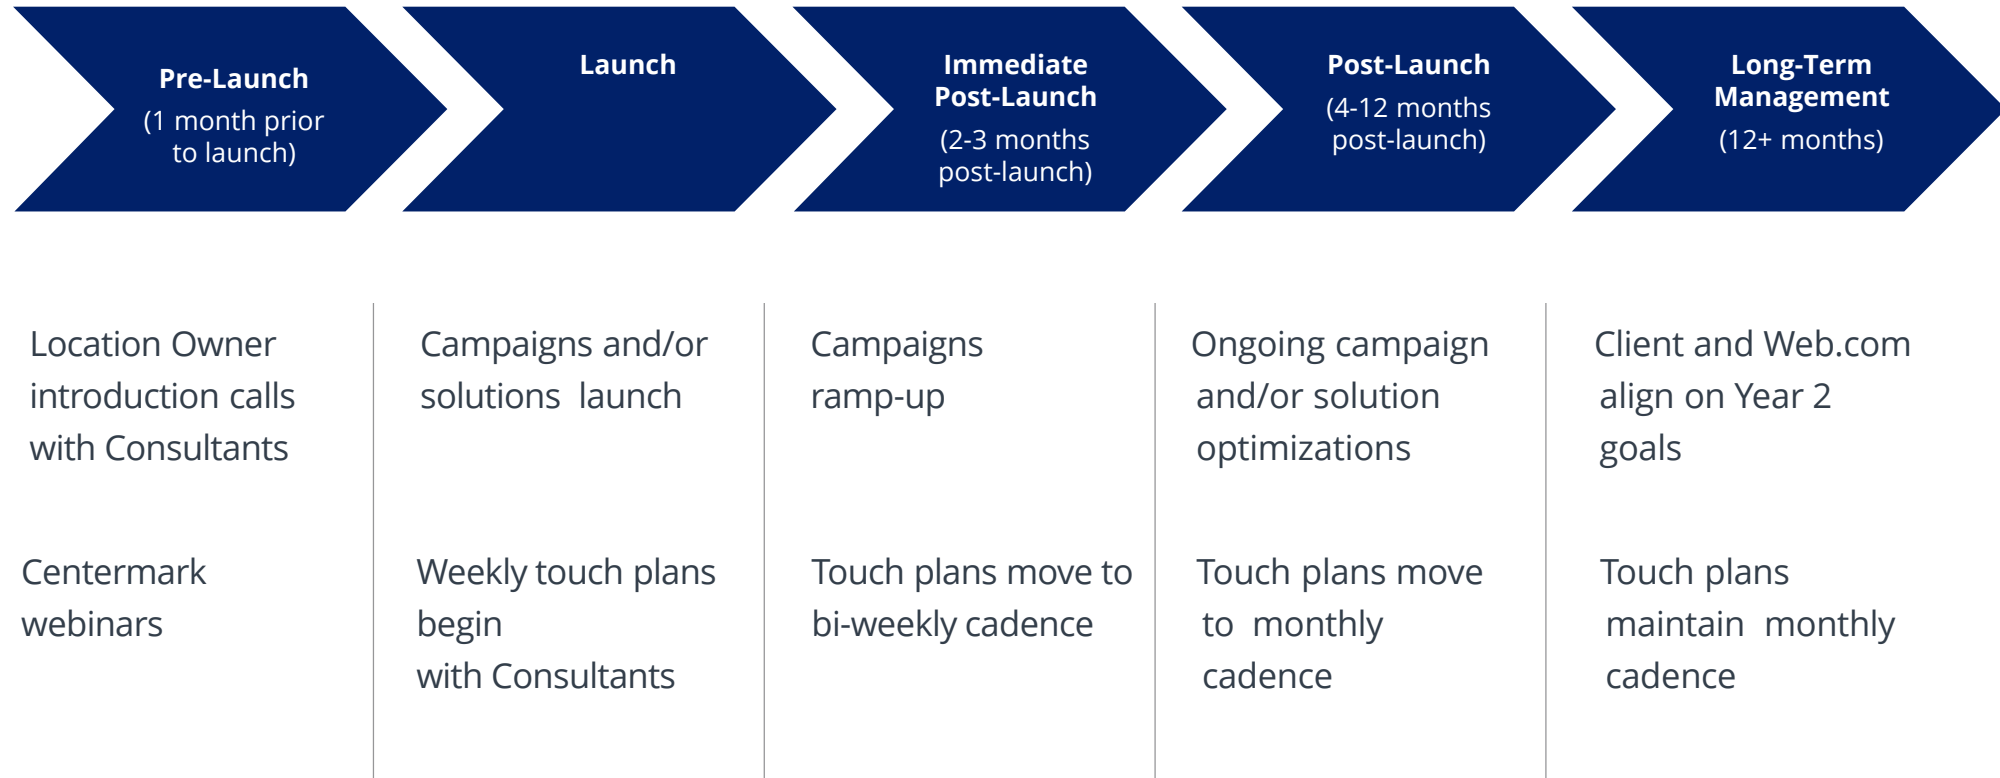 Pre-Launch
(1 month prior
to launch)
Launch
Immediate
Post-Launch
(2-3 months
post-launch)
Post-Launch
(4-12 months
post-launch)
Long-Term
Management
(12+ months)
Location Owner
introduction calls
with Consultants
Centermark
webinars
Campaigns and/or
solutions launch
Weekly touch plans
begin
with Consultants
Campaigns
ramp-up
Touch plans move to
bi-weekly cadence
Ongoing campaign
and/or solution
optimizations
Touch plans move
to monthly
cadence
Client and Web.com
align on Year 2
goals
Touch plans
maintain monthly
cadence